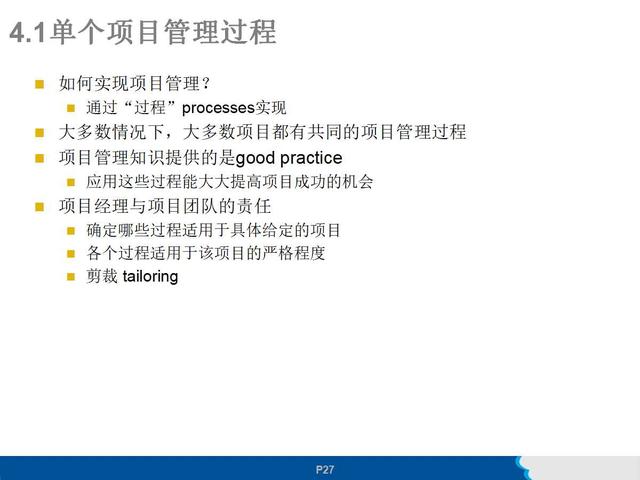 4.1单个项目管理过程
如何实现项目管理？
通过“过程”processes实现
大多数情况下，大多数项目都有共同的项目管理过程
项目管理知识提供的是good practice
应用这些过程能大大提高项目成功的机会
项目经理与项目团队的责任
确定哪些过程适用于具体给定的项目
各个过程适用于该项目的严格程度
剪裁 tailoring
P27